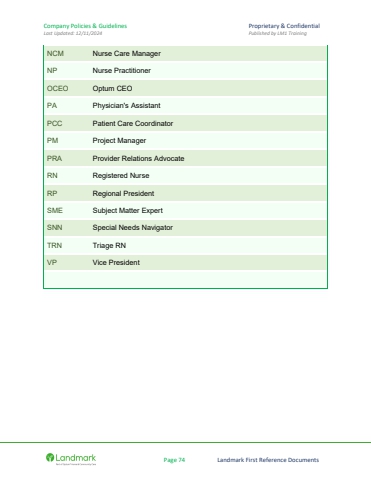 Company Policies & Guidelines Proprietary & Confidential
Last Updated: 12/11/2024 Published by LMS Training
NCM Nurse Care Manager
NP Nurse Practitioner
OCEO Optum CEO
PA Physician's Assistant
PCC Patient Care Coordinator
PM Project Manager
PRA Provider Relations Advocate
RN Registered Nurse
RP Regional President
SME Subject Matter Expert
SNN Special Needs Navigator
TRN Triage RN
VP Vice President
Landmark Page 74 Landmark First Reference Documents